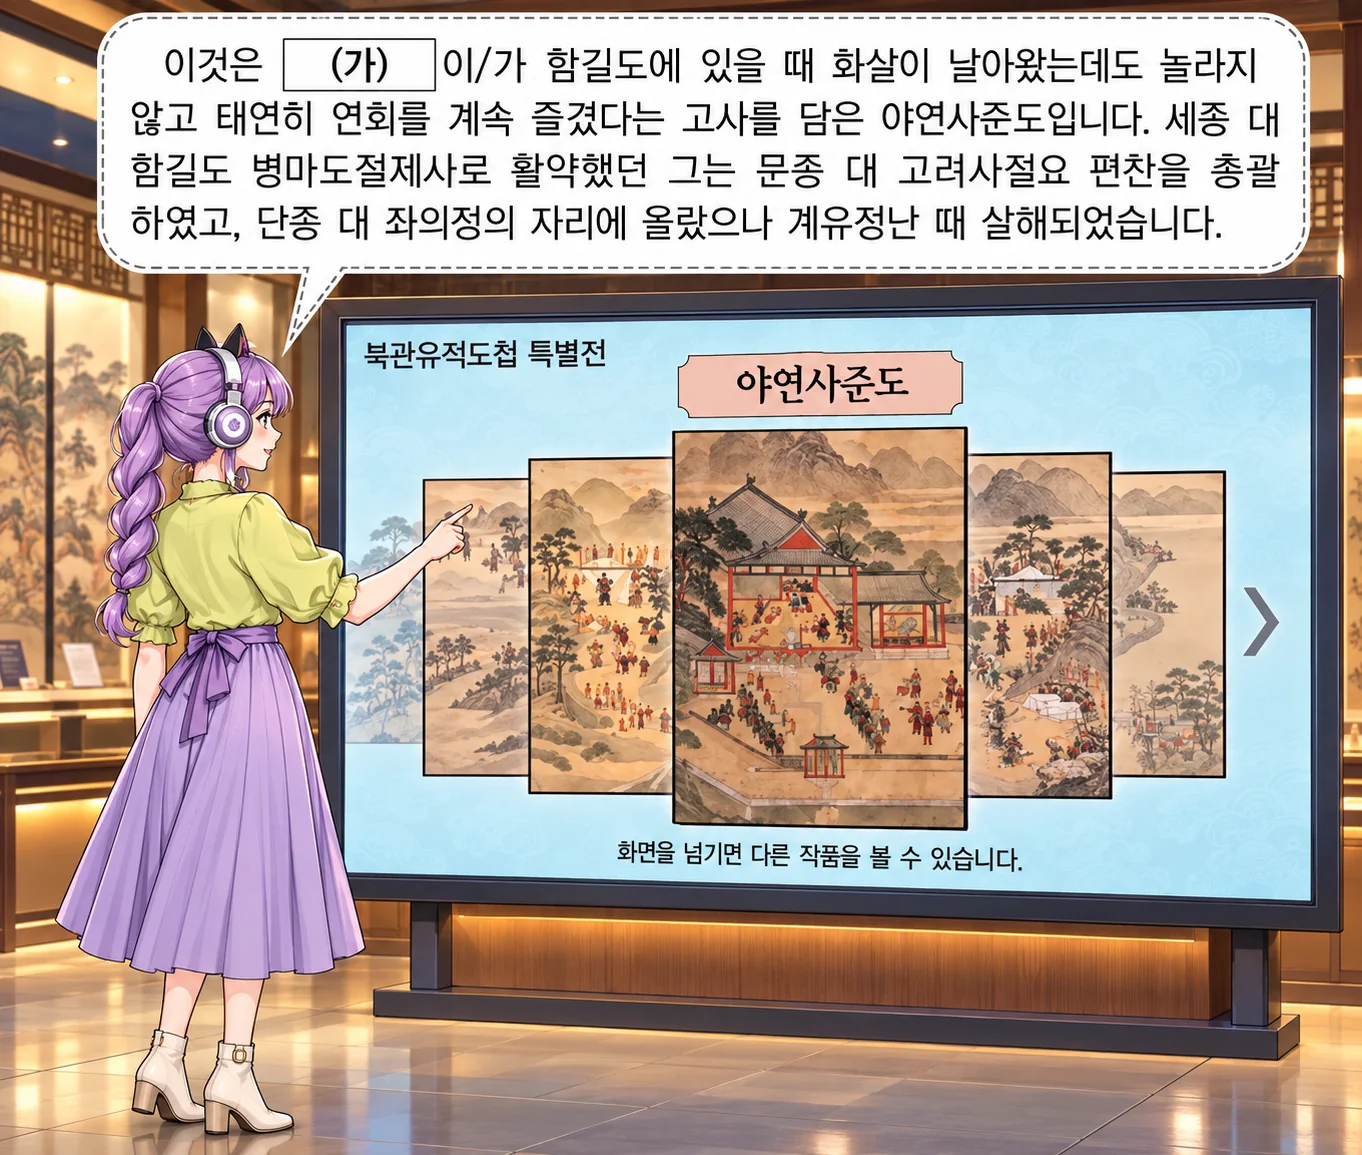 이것은 (가) 이/가 함길도에 있을 때 화살이 날아왔는데도 놀라지
않고 태연히 연회를 계속 즐겼다는 고사를 담은 야연사준도입니다. 세종 대
함길도 병마도절제사로 활약했던 그는 문종 대 고려사절요 편찬을 총괄
하였고, 단종 대 좌의정의 자리에 올랐으나 계유정난 때 살해되었습니다.
북관유적도첩 특별전
야연사준도
화면을 넘기면 다른 작품을 볼 수 있습니다.